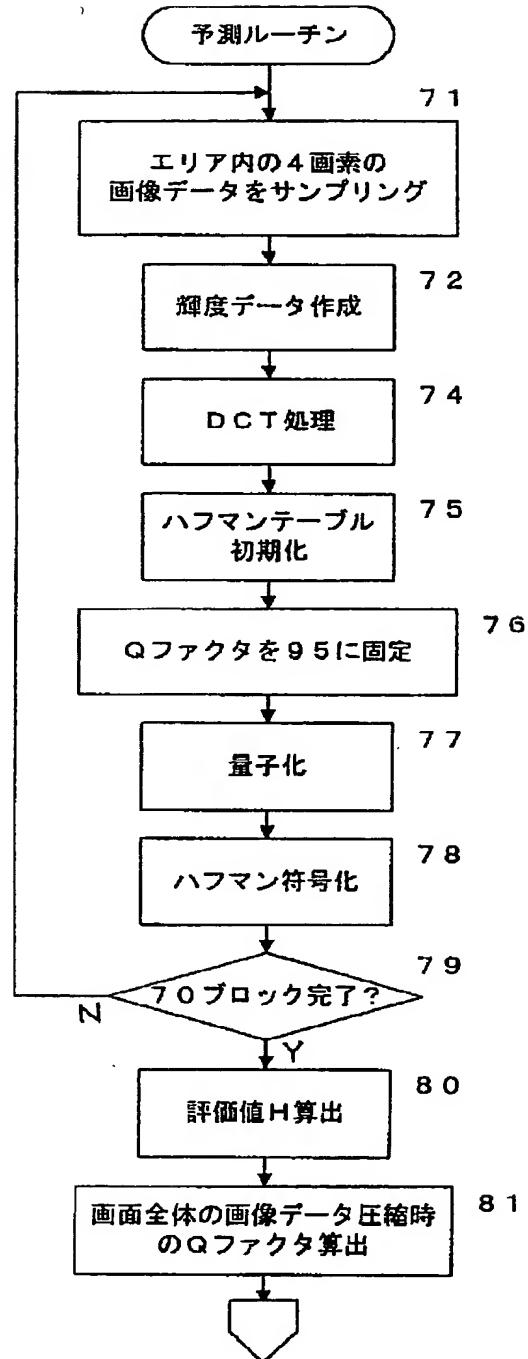 予測ルーチン
71
エリア内の4画素の
画像データをサンプリング
72
輝度データ作成
74
DCT処理
75
ハフマンテーブル
初期化
76
Qファクタを95に固定
77
量子化
78
ハフマン符号化
79
70ブロック完了?
N
Y
80
評価値H算出
81
画面全体の画像データ圧縮時
のQファクタ算出